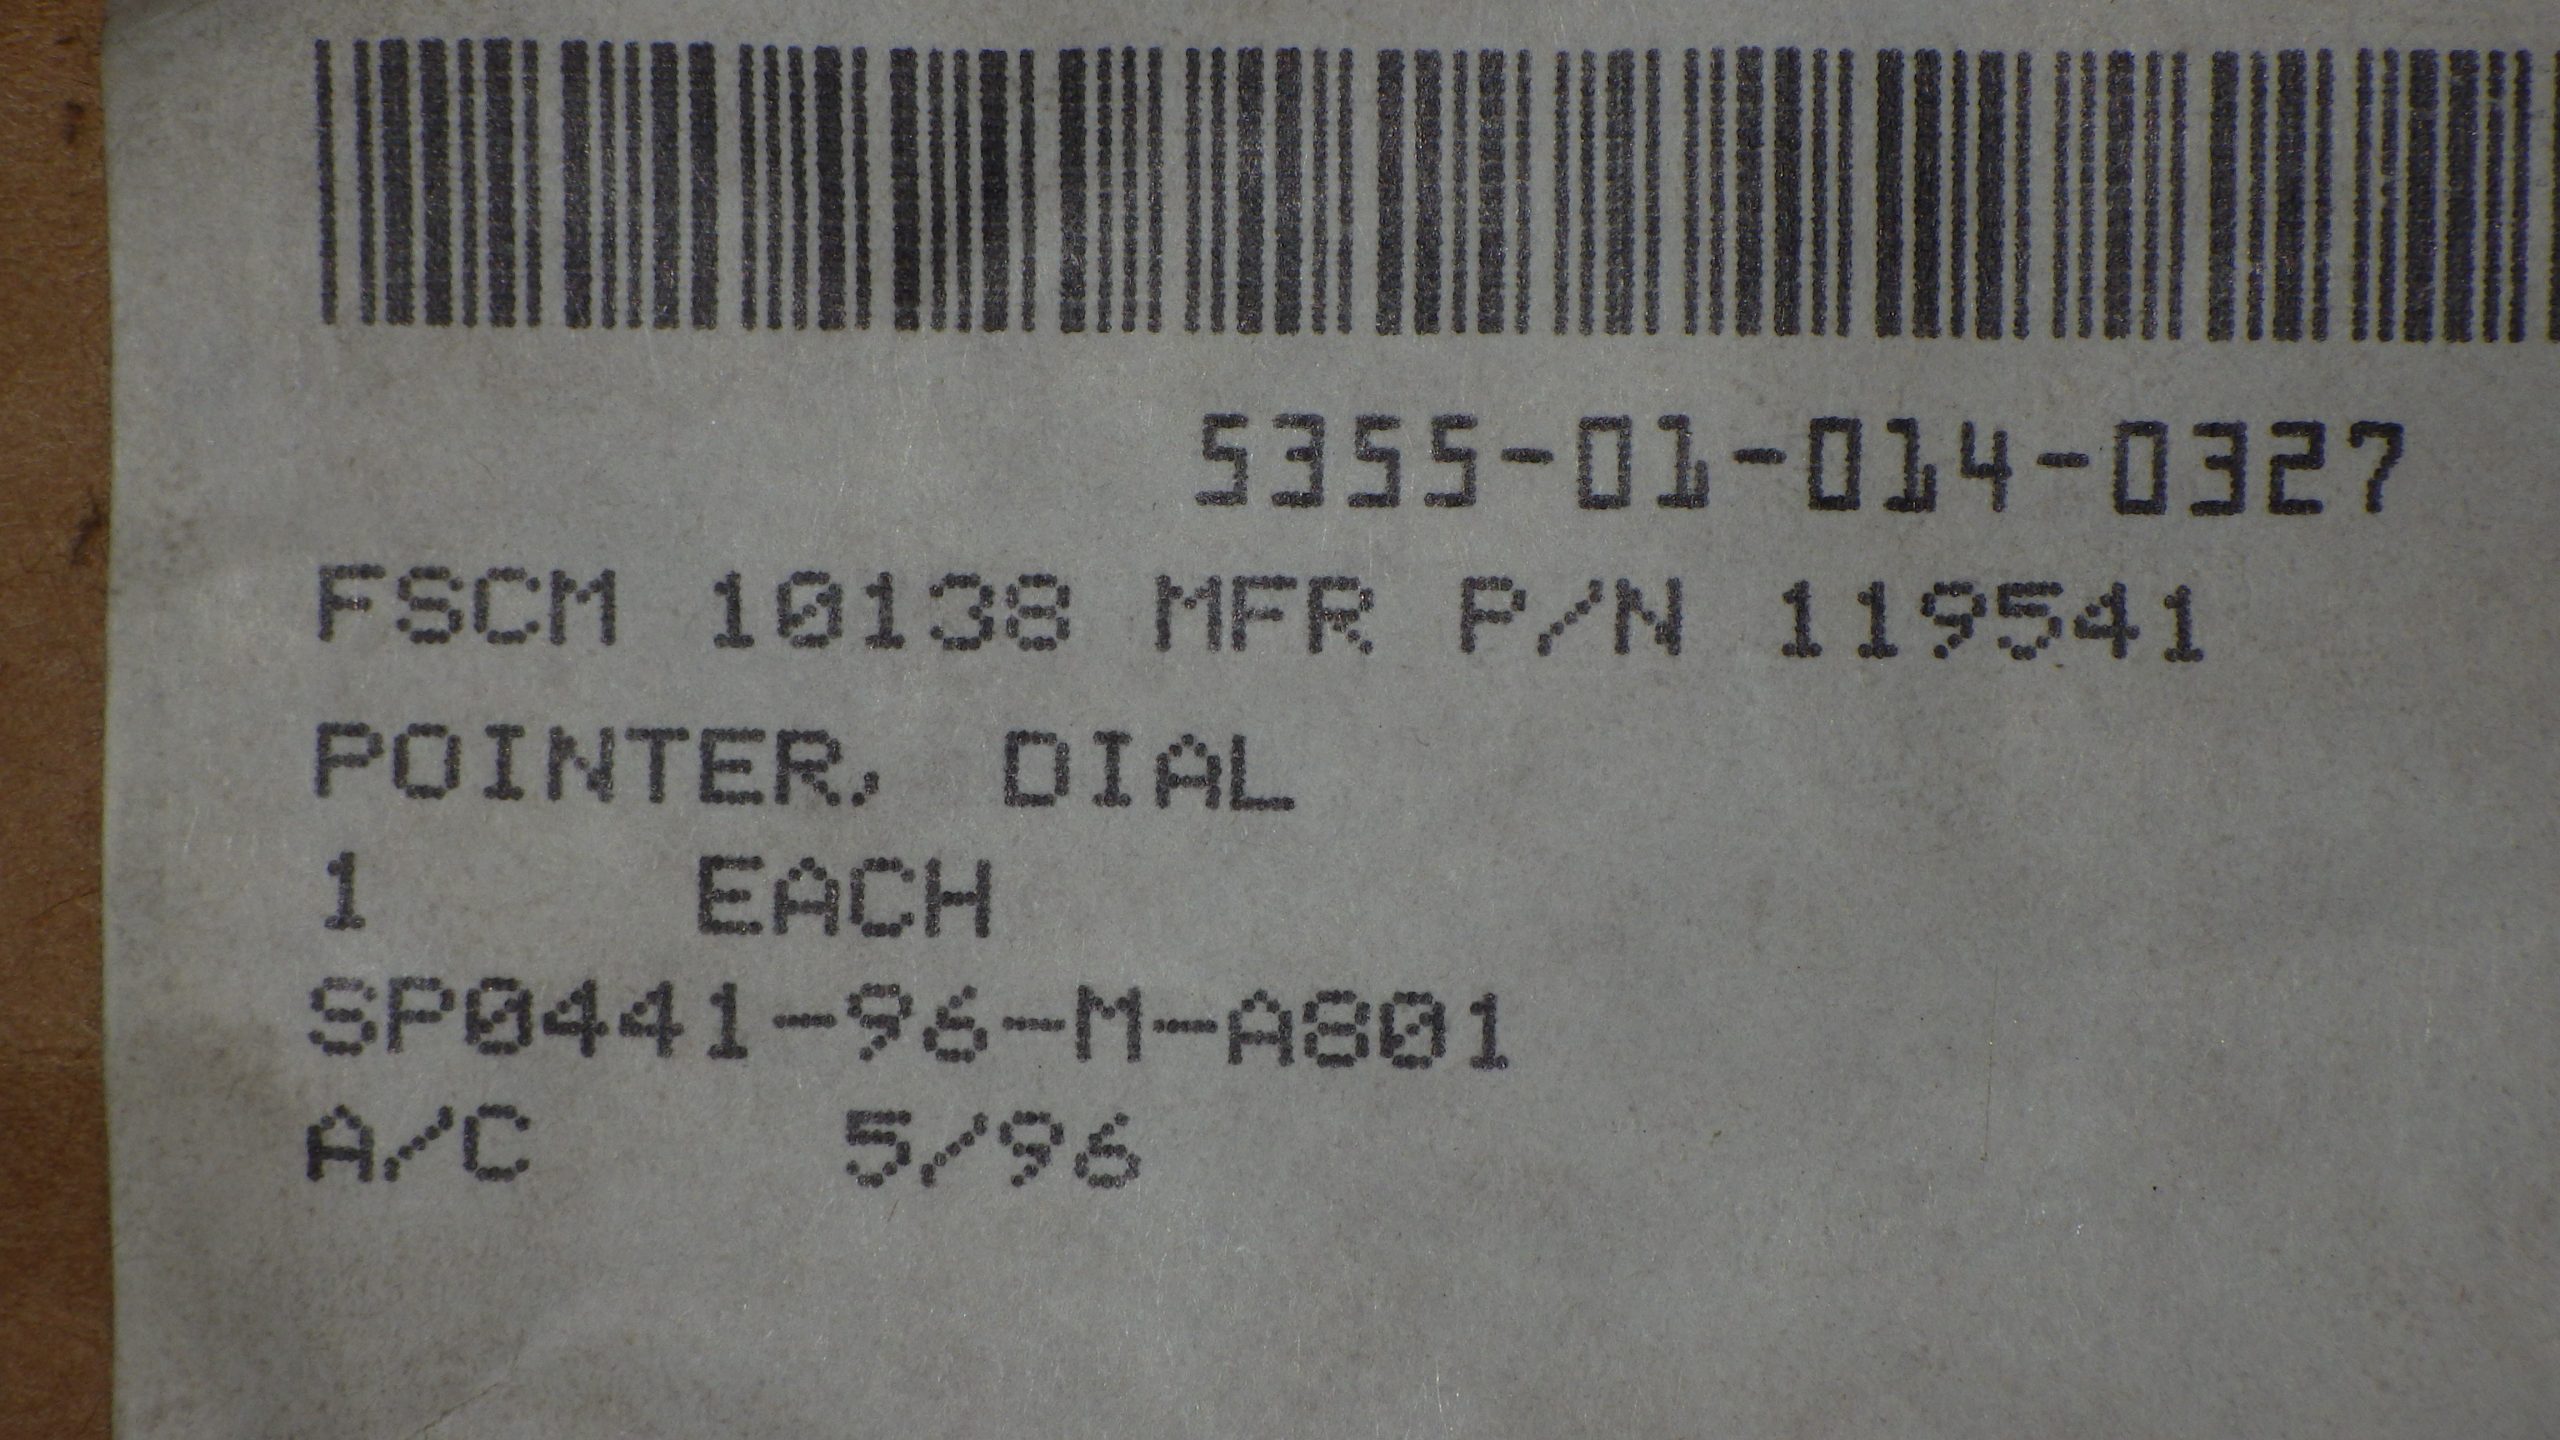 5355-01-014-0327
FSCM 10138 MFR P/N 119541
POINTER, DIAL
1 EACH
SP0441-96-M-A801
A/C 5/96